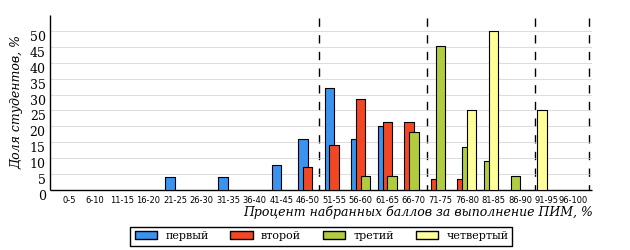 Доля студентов, %
50
45
40
35
30
25
20
15
10
5
0
0-5 6-10 11-15 16-20 21-25 26-30 31-35 36-40 41-45 46-50 51-55 56-60 61-65 66-70 71-75 76-80 81-85 86-90 91-95 96-100
Процент набранных баллов за выполнение ПИМ, %
первый второй третий четвертый